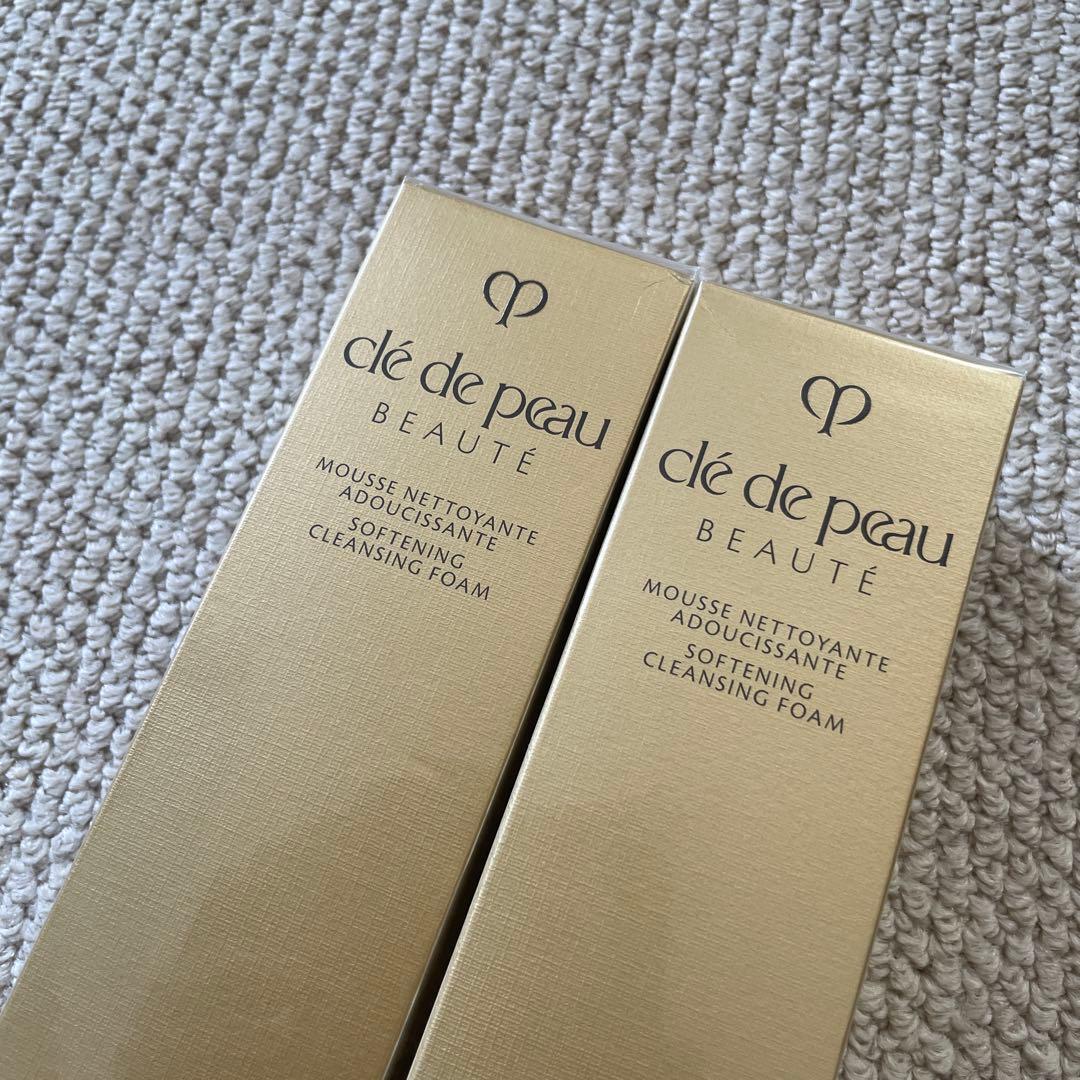 clé de peau
BEAUTÉ
MOUSSE NETTOYANTE
ADOUCISSANTE
SOFTENING
CLEANSING FOAM
clé de peau
BEAUTÉ
MOUSSE NETTOYANTE
ADOUCISSANTE
SOFTENING
CLEANSING FOAM